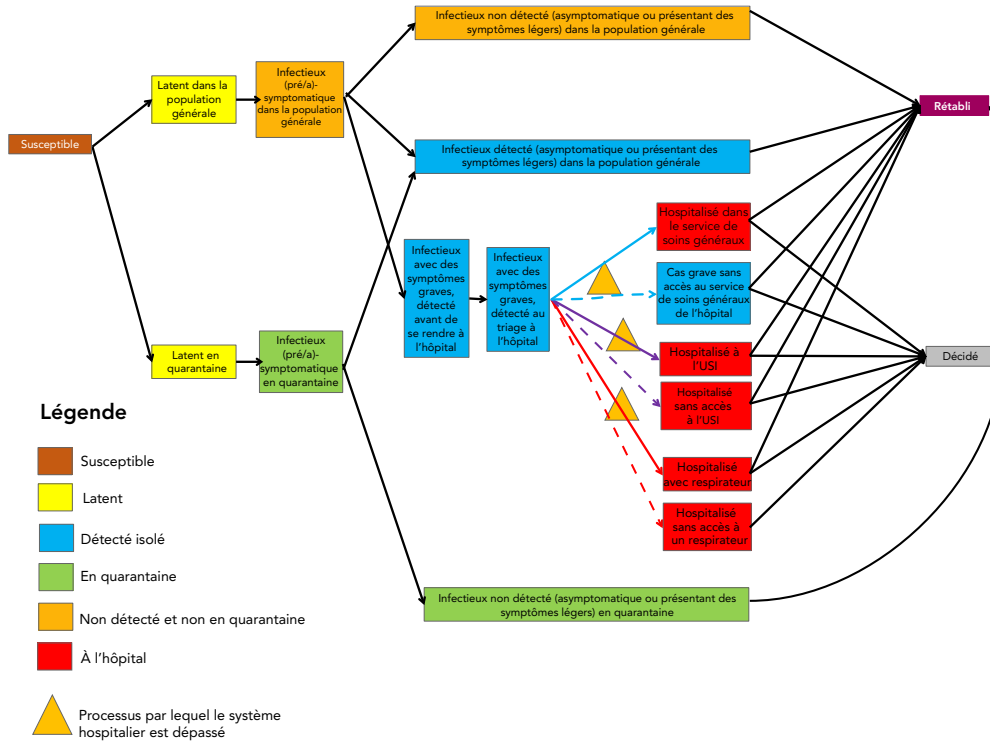 Infectieux non détecté (asymptomatique ou présentant
des symptômes légers) dans la population générale
Latent dans la
population
générale
Infectieux
(pré/a)-
symptomatique
dans la population
générale
Rétabli
Susceptible
Infectieux détecté (asymptomatique ou présentant des
symptômes légers) dans la population générale
Hospitalisé dans
le service de
soins généraux
Infectieux
avec des
symptômes
graves,
détecté
avant de
se rendre à
l'hôpital
Infectieux
avec des
symptômes
graves,
détecté au
triage à
l'hôpital
Cas grave sans
accès au service
de soins généraux
de l'hôpital
Latent en
quarantaine
Infectieux
(pré/a)-
symptomatique
en quarantaine
Hospitalisé à
l'USI
Décidé
Hospitalisé
sans accès
à l'USI
Hospitalisé
avec respirateur
Hospitalisé
sans accès à
un respirateur
Infectieux non détecté (asymptomatique ou présentant des
symptômes légers) en quarantaine
Légende
Susceptible
Latent
Détecté isolé
En quarantaine
Non détecté et non en quarantaine
À l'hôpital
Processus par lequel le système
hospitalier est dépassé